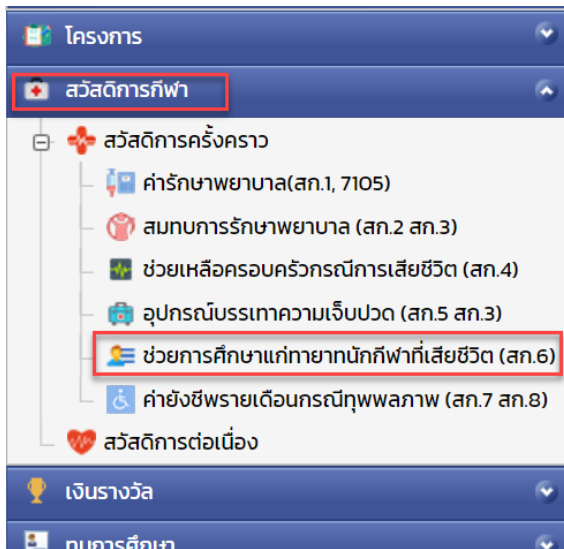 โครงการ
สวัสดิการกีฬา
สวัสดิการครั้งคราว
ค่ารักษาพยาบาล(สก.1, 7105)
สมทบการรักษาพยาบาล (สก.2 สก.3)
ช่วยเหลือครอบครัวกรณีการเสียชีวิต (สก.4)
อุปกรณ์บรรเทาความเจ็บปวด (สก.5 สก.3)
ช่วยการศึกษาแก่ทายาทนักกีฬาที่เสียชีวิต (สก.6)
ค่ายังชีพรายเดือนกรณีทุพพลภาพ (สก.7 สก.8)
สวัสดิการต่อเนื่อง
เงินรางวัล
ทุนการศึกษา